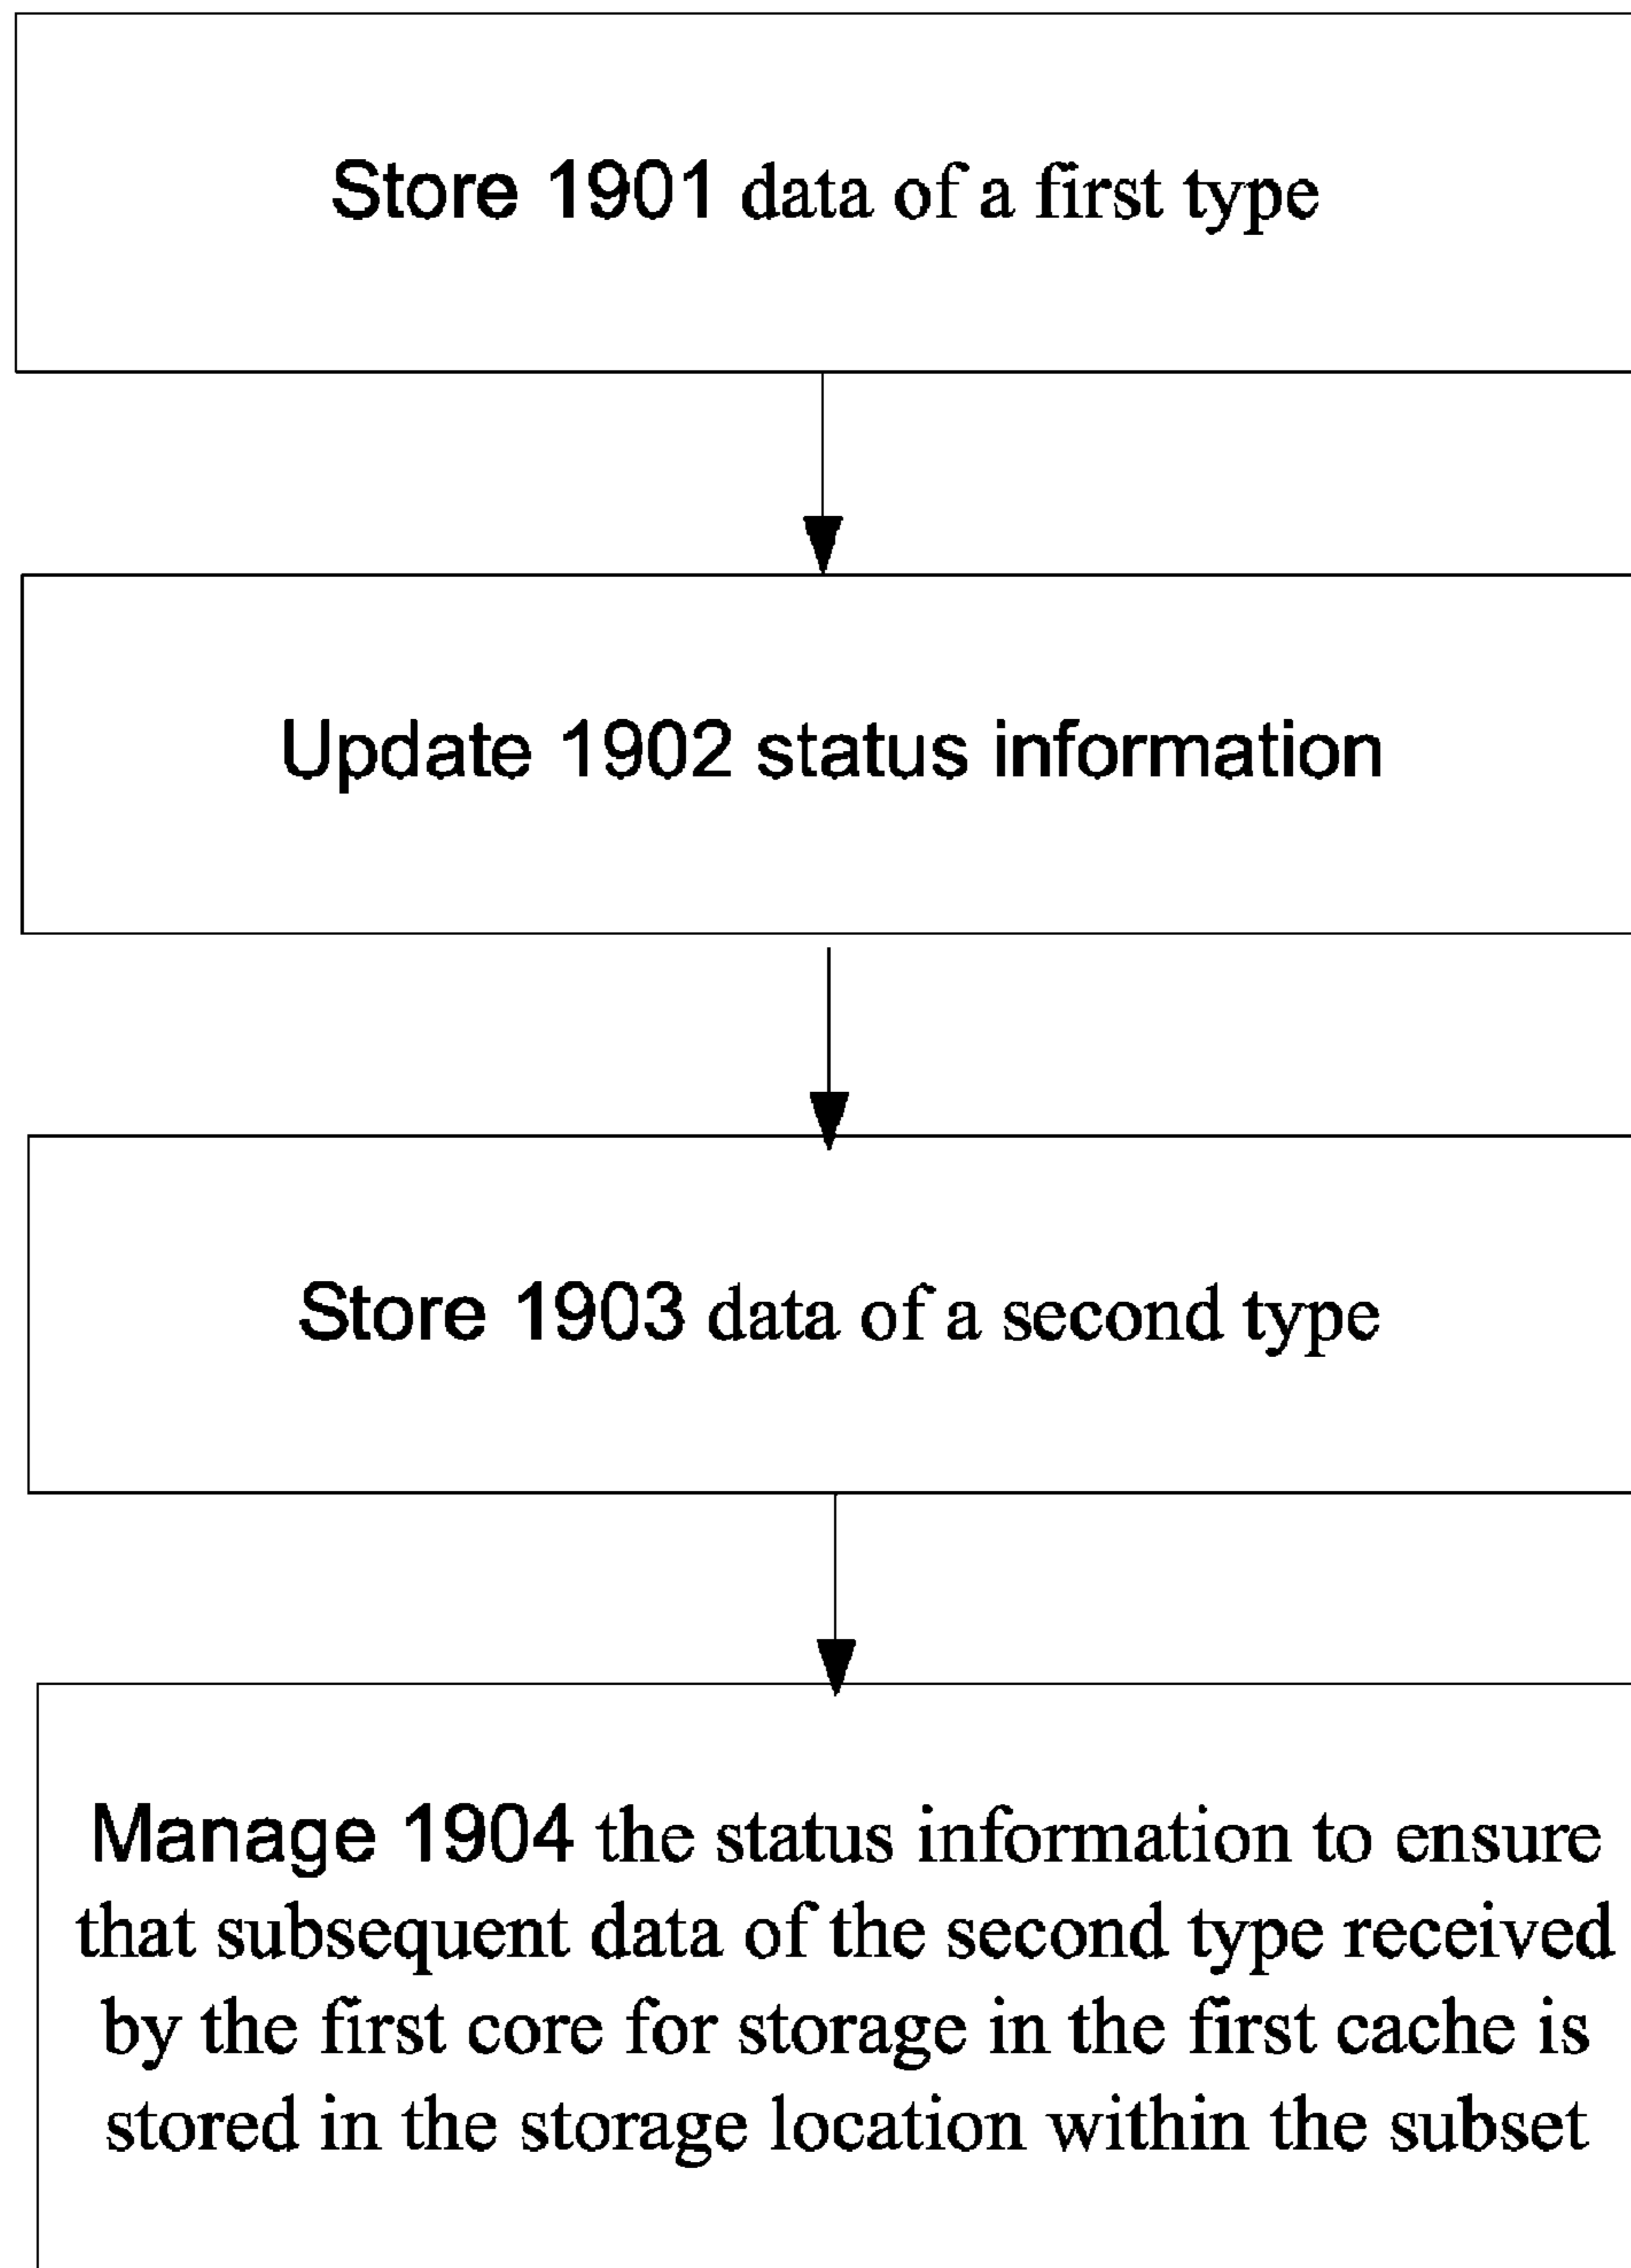 Store 1901 data of a first type
Update 1902 status information
Store 1903 data of a second type
Manage 1904 the status information to ensure
that subsequent data of the second type received
by the first core for storage in the first cache is
stored in the storage location within the subset